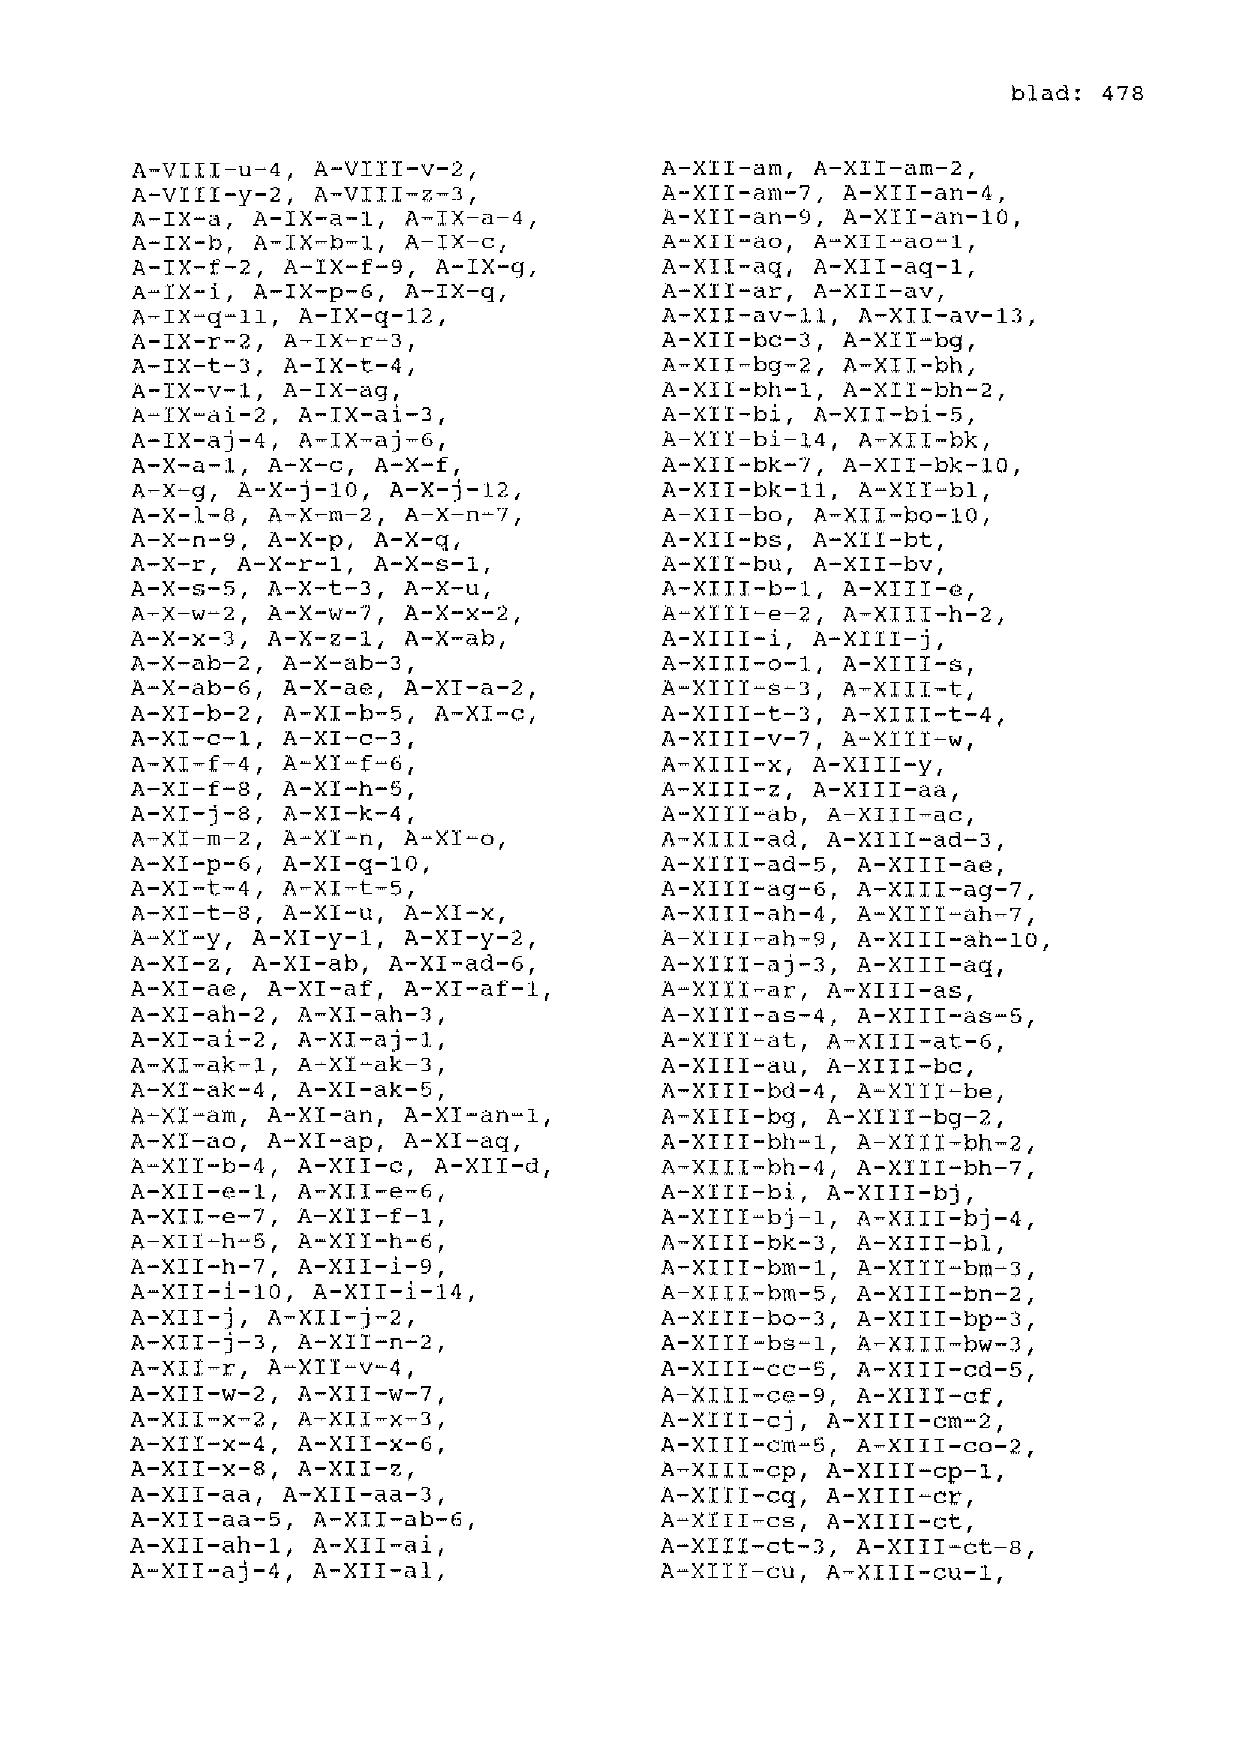 blad: 478
A-VIII-u-4, A-VIII-v-2,
A-VIII-y-2, A-VIII-z-3,
A-IX-a, A-IX-a-1, A-IX-a-4,
A-IX-b, A-IX-b-1, A-IX-c,
A-IX-f-2, A-IX-f-9, A-IX-g,
A-IX-i, A-IX-p-6, A-IX-q,
A-IX-q-11, A-IX-q-12,
A-IX-r-2, A-IX-r-3,
A-IX-t-3, A-IX-t-4,
A-IX-v-1, A-IX-ag,
A-IX-ai-2, A-IX-ai-3,
A-IX-aj-4, A-IX-aj-6,
A-X-a-1, A-X-c, A-X-f,
A-X-g, A-X-j-10, A-X-j-12,
A-X-l-8, A-X-m-2, A-X-n-7,
A-X-n-9, A-X-p, A-X-q,
A-X-r, A-X-r-1, A-X-s-1,
A-X-s-5, A-X-t-3, A-X-u,
A-X-w-2, A-X-w-7, A-X-x-2,
A-X-x-3, A-X-z-1, A-X-ab,
A-X-ab-2, A-X-ab-3,
A-X-ab-6, A-X-ae, A-XI-a-2,
A-XI-b-2, A-XI-b-5, A-XI-c,
A-XI-c-1, A-XI-c-3,
A-XI-f-4, A-XI-f-6,
A-XI-f-8, A-XI-h-5,
A-XI-j-8, A-XI-k-4,
A-XI-m-2, A-XI-n, A-XI-o,
A-XI-p-6, A-XI-q-10,
A-XI-t-4, A-XI-t-5,
A-XI-t-8, A-XI-u, A-XI-x,
A-XI-y, A-XI-y-1, A-XI-y-2,
A-XI-z, A-XI-ab, A-XI-ad-6,
A-XI-ae, A-XI-af, A-XI-af-1,
A-XI-ah-2, A-XI-ah-3,
A-XI-ai-2, A-XI-aj-1,
A-XI-ak-1, A-XI-ak-3,
A-XI-ak-4, A-XI-ak-5,
A-XI-am, A-XI-an, A-XI-an-1,
A-XI-ao, A-XI-ap, A-XI-aq,
A-XII-b-4, A-XII-c, A-XII-d,
A-XII-e-1, A-XII-e-6,
A-XII-e-7, A-XII-f-1,
A-XII-h-5, A-XII-h-6,
A-XII-h-7, A-XII-i-9,
A-XII-i-10, A-XII-i-14,
A-XII-j, A-XII-j-2,
A-XII-j-3, A-XII-n-2,
A-XII-r, A-XII-v-4,
A-XII-w-2, A-XII-w-7,
A-XII-x-2, A-XII-x-3,
A-XII-x-4, A-XII-x-6,
A-XII-x-8, A-XII-z,
A-XII-aa, A-XII-aa-3,
A-XII-aa-5, A-XII-ab-6,
A-XII-ah-1, A-XII-ai,
A-XII-aj-4, A-XII-al,
A-XII-am, A-XII-am-2,
A-XII-am-7, A-XII-an-4,
A-XII-an-9, A-XII-an-10,
A-XII-ao, A-XII-ao-1,
A-XII-aq, A-XII-aq-1,
A-XII-ar, A-XII-av,
A-XII-av-11, A-XII-av-13,
A-XII-bc-3, A-XII-bg,
A-XII-bg-2, A-XII-bh,
A-XII-bh-1, A-XII-bh-2,
A-XII-bi, A-XII-bi-5,
A-XII-bi-14, A-XII-bk,
A-XII-bk-7, A-XII-bk-10,
A-XII-bk-11, A-XII-bl,
A-XII-bo, A-XII-bo-10,
A-XII-bs, A-XII-bt,
A-XII-bu, A-XII-bv,
A-XIII-b-1, A-XIII-e,
A-XIII-e-2, A-XIII-h-2,
A-XIII-i, A-XIII-j,
A-XIII-o-1, A-XIII-s,
A-XIII-s-3, A-XIII-t,
A-XIII-t-3, A-XIII-t-4,
A-XIII-v-7, A-XIII-w,
A-XIII-x, A-XIII-y,
A-XIII-z, A-XIII-aa,
A-XIII-ab, A-XIII-ac,
A-XIII-ad, A-XIII-ad-3,
A-XIII-ad-5, A-XIII-ae,
A-XIII-ag-6, A-XIII-ag-7,
A-XIII-ah-4, A-XIII-ah-7,
A-XIII-ah-9, A-XIII-ah-10,
A-XIII-aj-3, A-XIII-aq,
A-XIII-ar, A-XIII-as,
A-XIII-as-4, A-XIII-as-5,
A-XIII-at, A-XIII-at-6,
A-XIII-au, A-XIII-bc,
A-XIII-bd-4, A-XIII-be,
A-XIII-bg, A-XIII-bg-2,
A-XIII-bh-1, A-XIII-bh-2,
A-XIII-bh-4, A-XIII-bh-7,
A-XIII-bi, A-XIII-bj,
A-XIII-bj-1, A-XIII-bj-4,
A-XIII-bk-3, A-XIII-bl,
A-XIII-bm-1, A-XIII-bm-3,
A-XIII-bm-5, A-XIII-bn-2,
A-XIII-bo-3, A-XIII-bp-3,
A-XIII-bs-1, A-XIII-bw-3,
A-XIII-cc-5, A-XIII-cd-5,
A-XIII-ce-9, A-XIII-cf,
A-XIII-cj, A-XIII-cm-2,
A-XIII-cm-5, A-XIII-co-2,
A-XIII-cp, A-XIII-cp-1,
A-XIII-cq, A-XIII-cr,
A-XIII-cs, A-XIII-ct,
A-XIII-ct-3, A-XIII-ct-8,
A-XIII-cu, A-XIII-cu-1,